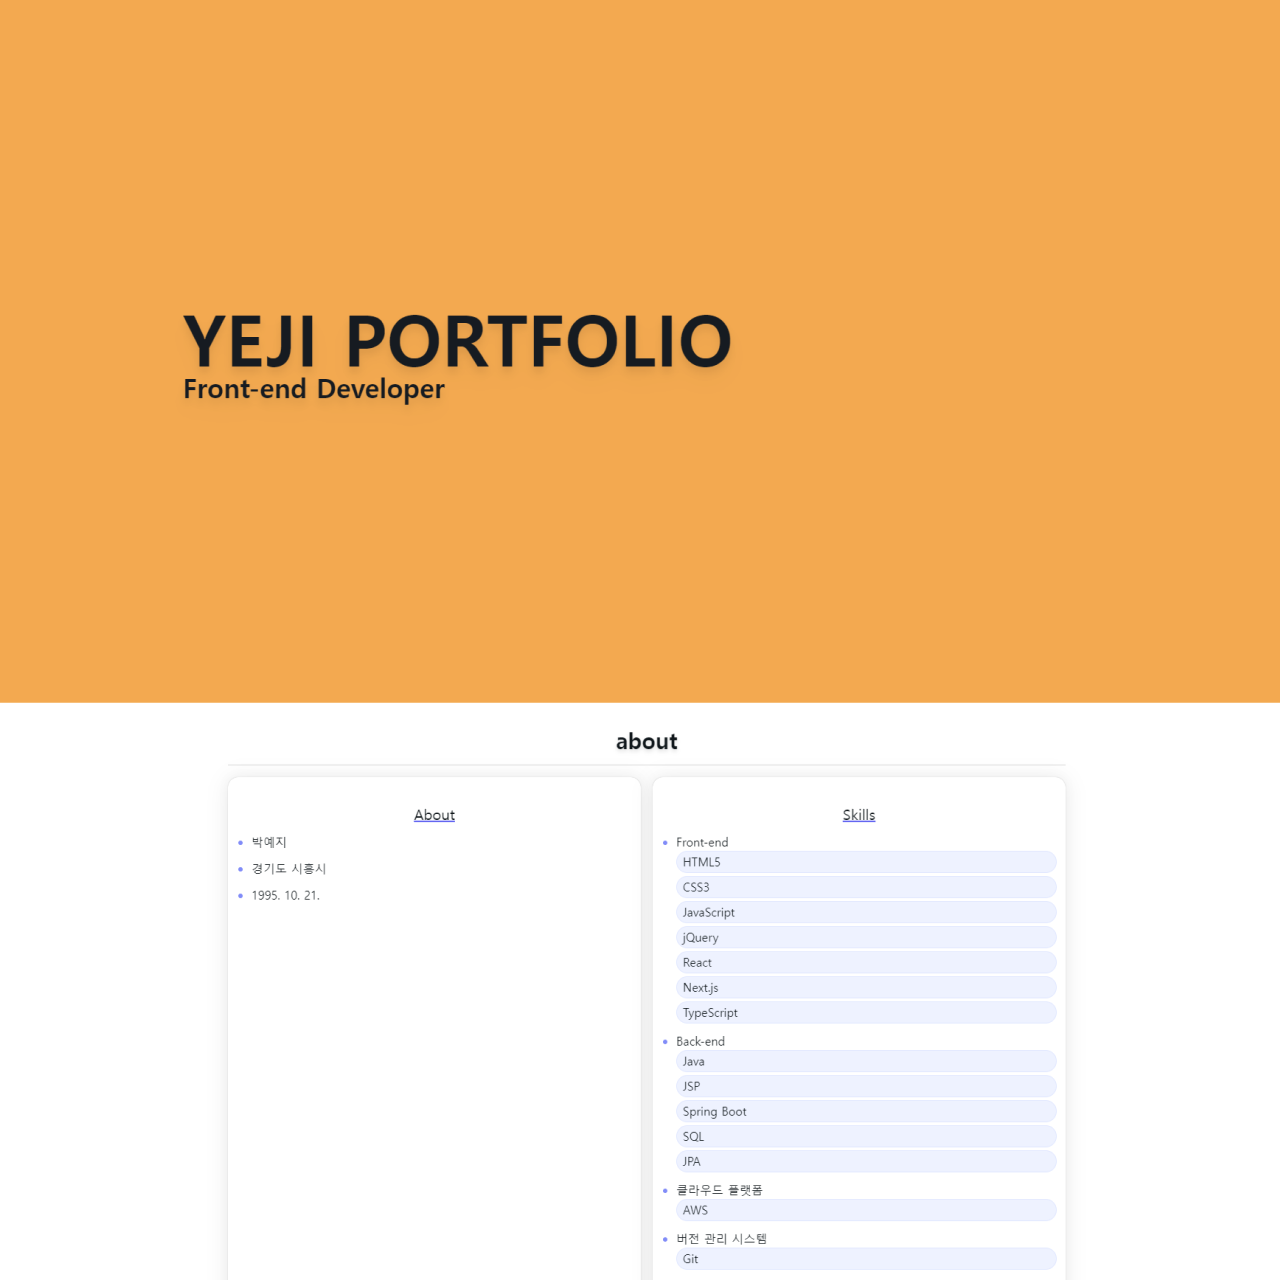 YEJI PORTFOLIO
Front-end Developer
about
About
박예지
경기도 시흥시
1995. 10. 21.
Skills
Front-end
HTML5
CSS3
JavaScript
jQuery
React
Next.js
TypeScript
Back-end
Java
JSP
Spring Boot
SQL
JPA
클라우드 플랫폼
AWS
버전 관리 시스템
Git